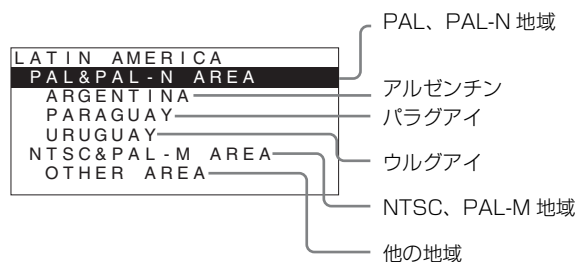 LATIN AMERICA
PAL&PAL-N AREA
ARGENTINA
PARAGUAY
URUGUAY
NTSC&PAL-M AREA
OTHER AREA
PAL、PAL-N 地域
アルゼンチン
パラグアイ
ウルグアイ
NTSC、PAL-M 地域
他の地域